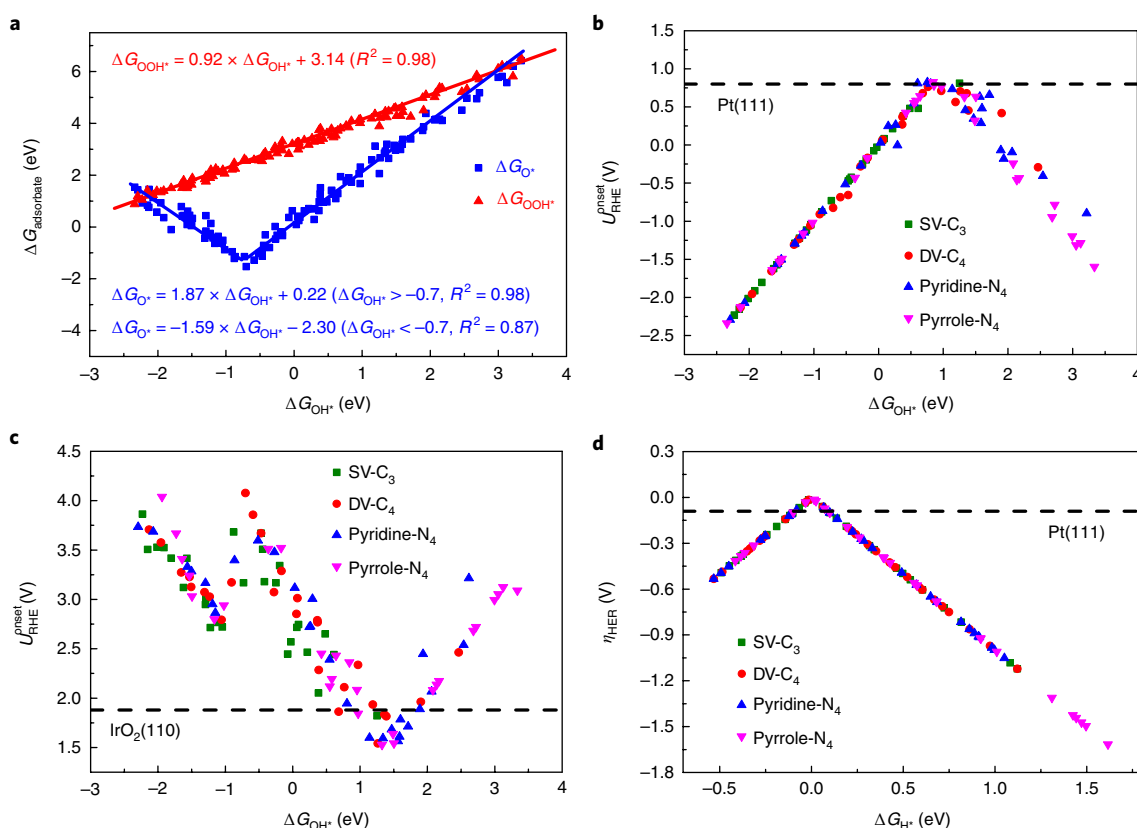 a
ΔG_OOH* = 0.92 × ΔG_OH* + 3.14 (R² = 0.98)
6
4
2
0
−2
−4
ΔG_adsorbate (eV)
ΔG_O*
ΔG_OOH*
ΔG_O* = 1.87 × ΔG_OH* + 0.22 (ΔG_OH* > −0.7, R² = 0.98)
ΔG_O* = −1.59 × ΔG_OH* − 2.30 (ΔG_OH* < −0.7, R² = 0.87)
−3 −2 −1 0 1 2 3 4
ΔG_OH* (eV)
b
1.5
1.0
0.5
0.0
−0.5
−1.0
−1.5
−2.0
−2.5
U_RHE^onset (V)
Pt(111)
SV-C₃
DV-C₄
Pyridine-N₄
Pyrrole-N₄
−3 −2 −1 0 1 2 3 4
ΔG_OH* (eV)
c
4.5
4.0
3.5
3.0
2.5
2.0
1.5
U_RHE^onset (V)
SV-C₃
DV-C₄
Pyridine-N₄
Pyrrole-N₄
IrO₂(110)
−3 −2 −1 0 1 2 3 4
ΔG_OH* (eV)
d
0.3
0.0
−0.3
−0.6
−0.9
−1.2
−1.5
−1.8
η_HER (V)
Pt(111)
SV-C₃
DV-C₄
Pyridine-N₄
Pyrrole-N₄
−0.5 0.0 0.5 1.0 1.5
ΔG_H* (eV)